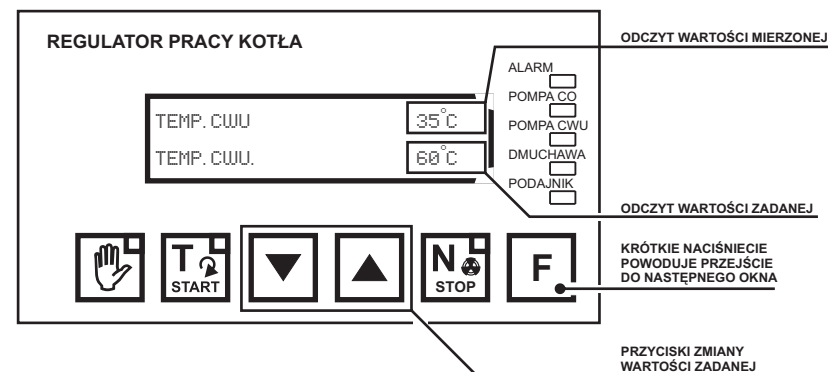 REGULATOR PRACY KOTŁA
ODCZYT WARTOŚCI MIERZONEJ
ALARM
POMPA CO
POMPA CWU
DMUCHAWA
PODAJNIK
TEMP.CWU 35°C
TEMP.CWU. 60°C
ODCZYT WARTOŚCI ZADANEJ
T
START
N
STOP
F
KRÓTKIE NACIŚNIECIE
POWODUJE PRZEJŚCIE
DO NASTĘPNEGO OKNA
PRZYCISKI ZMIANY
WARTOŚCI ZADANEJ